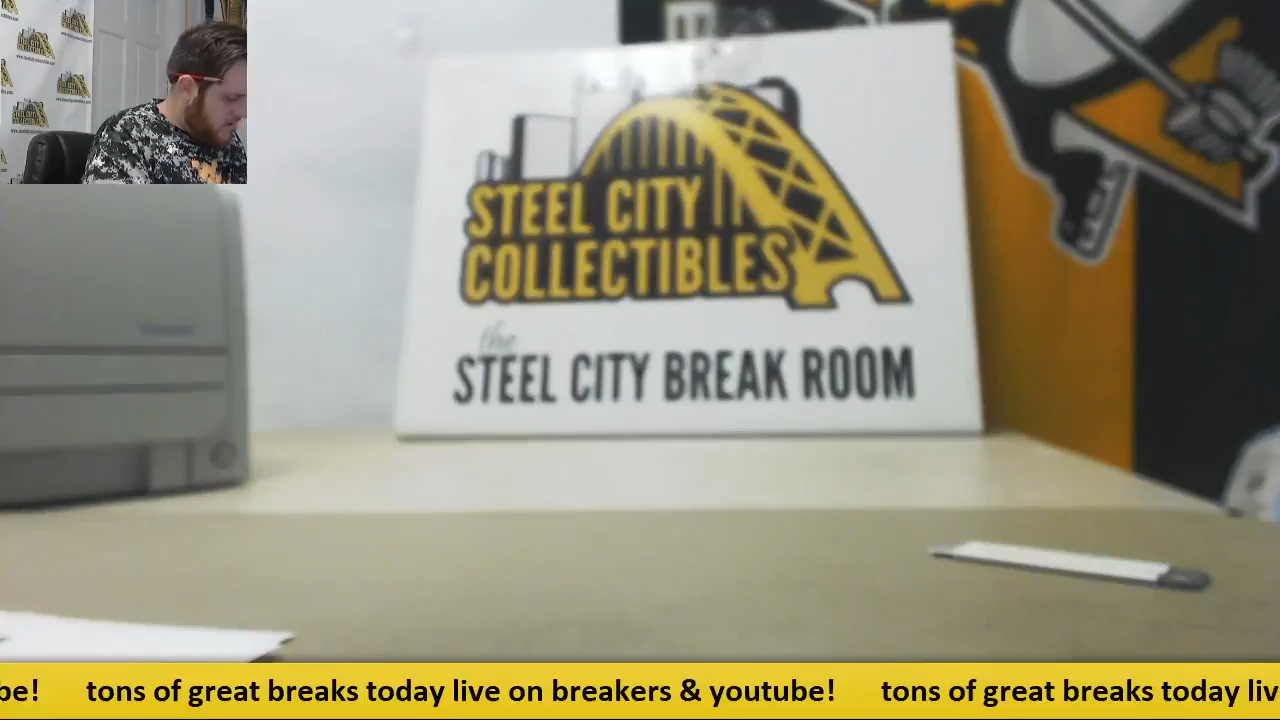 STEEL CITY
COLLECTIBLES
the
STEEL CITY BREAK ROOM
be! tons of great breaks today live on breakers & youtube! tons of great breaks today liv